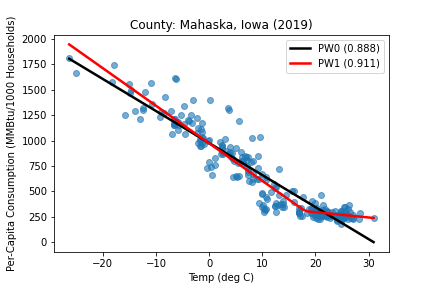 County: Mahaska, Iowa (2019)
PW0 (0.888)
PW1 (0.911)
Per-Capita Consumption (MMBtu/1000 Households)
2000
1750
1500
1250
1000
750
500
250
0
−20 −10 0 10 20 30
Temp (deg C)